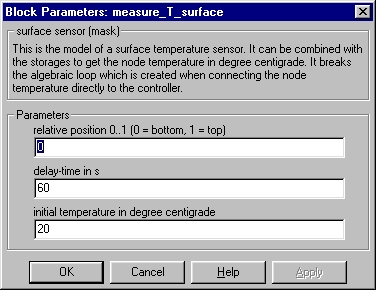 Block Parameters: measure_T_surface
surface sensor (mask)
This is the model of a surface temperature sensor. It can be combined with
the storages to get the node temperature in degree centigrade. It breaks
the algebraic loop which is created when connecting the node
temperature directly to the controller.
Parameters
relative position 0..1 (0 = bottom, 1 = top)
0
delay-time in s
60
initial temperature in degree centigrade
20
OK Cancel Help Apply